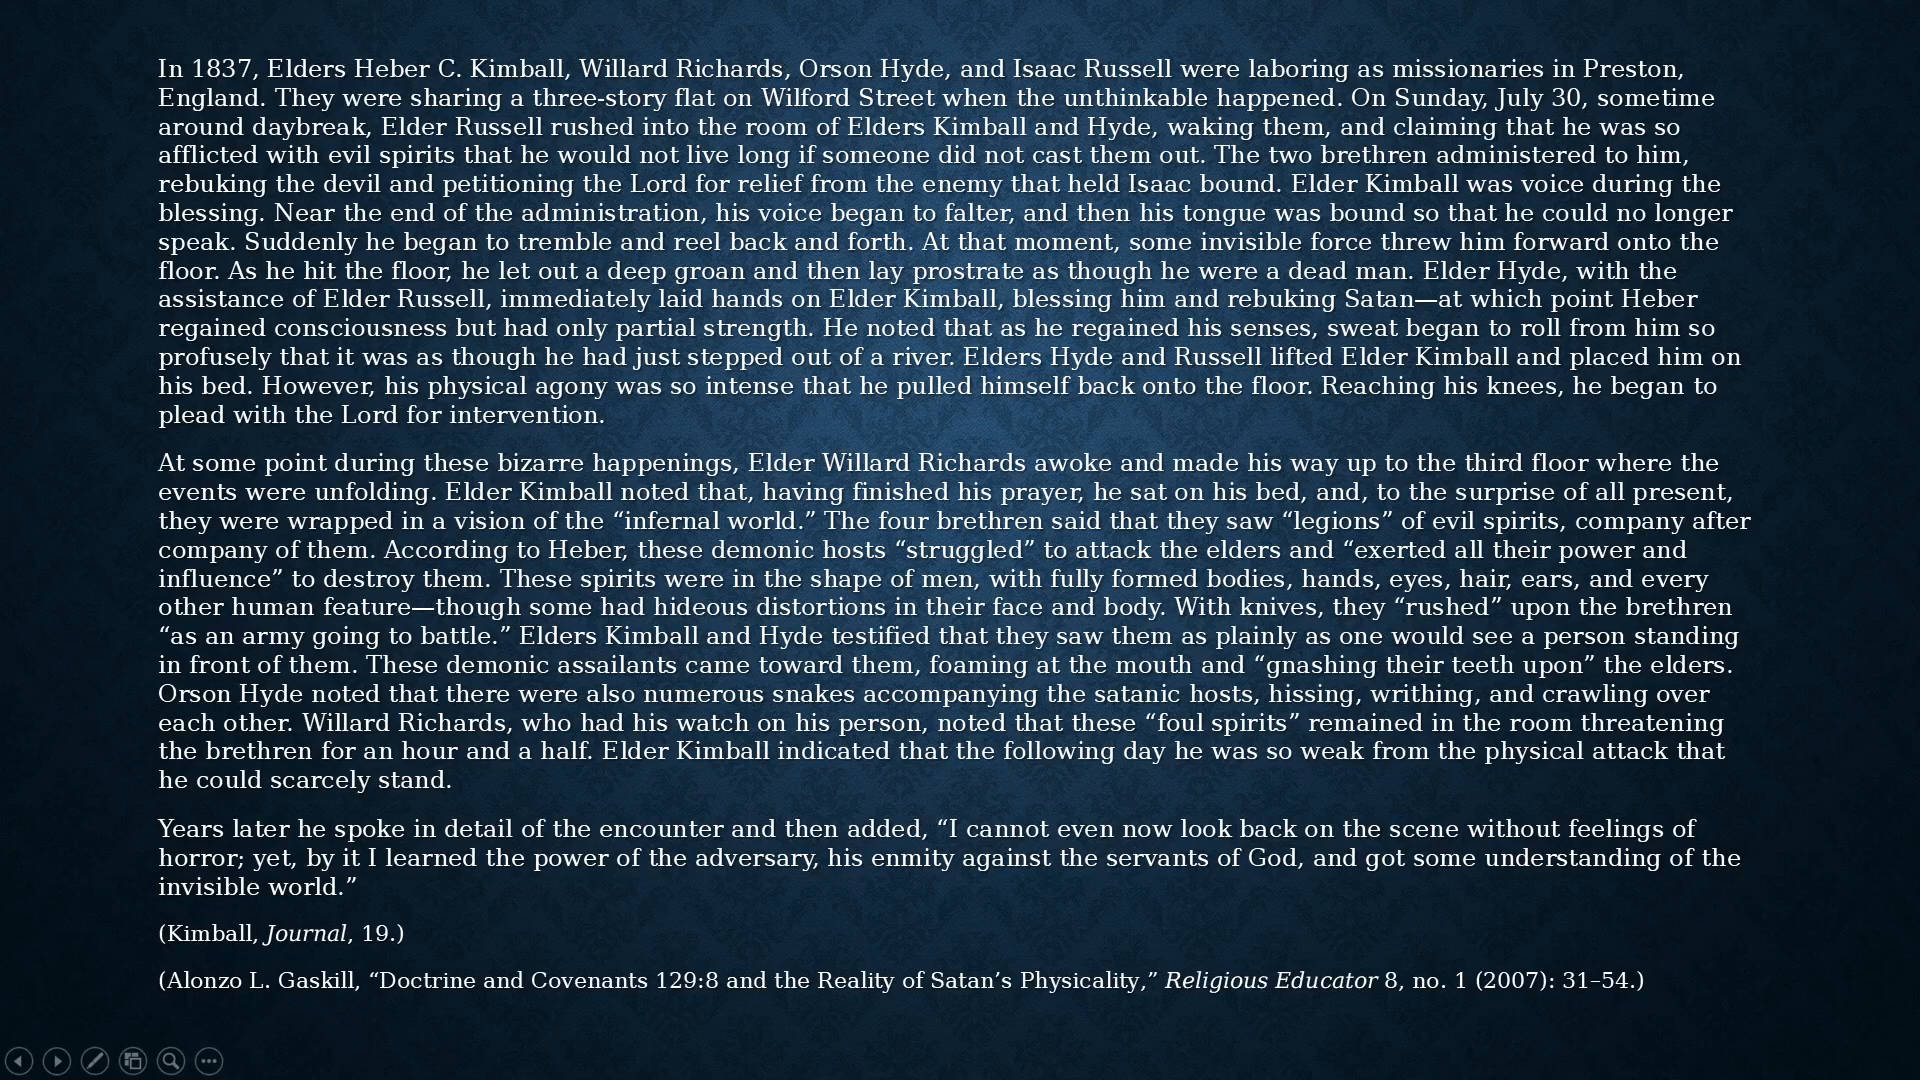 In 1837, Elders Heber C. Kimball, Willard Richards, Orson Hyde, and Isaac Russell were laboring as missionaries in Preston,
England. They were sharing a three-story flat on Wilford Street when the unthinkable happened. On Sunday, July 30, sometime
around daybreak, Elder Russell rushed into the room of Elders Kimball and Hyde, waking them, and claiming that he was so
afflicted with evil spirits that he would not live long if someone did not cast them out. The two brethren administered to him,
rebuking the devil and petitioning the Lord for relief from the enemy that held Isaac bound. Elder Kimball was voice during the
blessing. Near the end of the administration, his voice began to falter, and then his tongue was bound so that he could no longer
speak. Suddenly he began to tremble and reel back and forth. At that moment, some invisible force threw him forward onto the
floor. As he hit the floor, he let out a deep groan and then lay prostrate as though he were a dead man. Elder Hyde, with the
assistance of Elder Russell, immediately laid hands on Elder Kimball, blessing him and rebuking Satan—at which point Heber
regained consciousness but had only partial strength. He noted that as he regained his senses, sweat began to roll from him so
profusely that it was as though he had just stepped out of a river. Elders Hyde and Russell lifted Elder Kimball and placed him on
his bed. However, his physical agony was so intense that he pulled himself back onto the floor. Reaching his knees, he began to
plead with the Lord for intervention.
At some point during these bizarre happenings, Elder Willard Richards awoke and made his way up to the third floor where the
events were unfolding. Elder Kimball noted that, having finished his prayer, he sat on his bed, and, to the surprise of all present,
they were wrapped in a vision of the “infernal world.” The four brethren said that they saw “legions” of evil spirits, company after
company of them. According to Heber, these demonic hosts “struggled” to attack the elders and “exerted all their power and
influence” to destroy them. These spirits were in the shape of men, with fully formed bodies, hands, eyes, hair, ears, and every
other human feature—though some had hideous distortions in their face and body. With knives, they “rushed” upon the brethren
“as an army going to battle.” Elders Kimball and Hyde testified that they saw them as plainly as one would see a person standing
in front of them. These demonic assailants came toward them, foaming at the mouth and “gnashing their teeth upon” the elders.
Orson Hyde noted that there were also numerous snakes accompanying the satanic hosts, hissing, writhing, and crawling over
each other. Willard Richards, who had his watch on his person, noted that these “foul spirits” remained in the room threatening
the brethren for an hour and a half. Elder Kimball indicated that the following day he was so weak from the physical attack that
he could scarcely stand.
Years later he spoke in detail of the encounter and then added, “I cannot even now look back on the scene without feelings of
horror; yet, by it I learned the power of the adversary, his enmity against the servants of God, and got some understanding of the
invisible world.”
(Kimball, Journal, 19.)
(Alonzo L. Gaskill, “Doctrine and Covenants 129:8 and the Reality of Satan’s Physicality,” Religious Educator 8, no. 1 (2007): 31–54.)